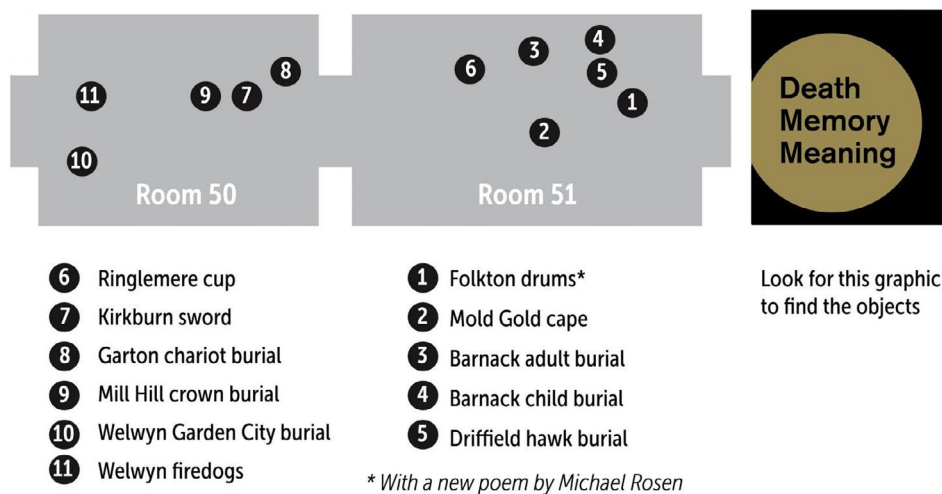 8
3
4
6
5
11
9
7
1
2
10
Room 50
Room 51
Death
Memory
Meaning
6 Ringlemere cup
7 Kirkburn sword
8 Garton chariot burial
9 Mill Hill crown burial
10 Welwyn Garden City burial
11 Welwyn firedogs
1 Folkton drums*
2 Mold Gold cape
3 Barnack adult burial
4 Barnack child burial
5 Driffield hawk burial
* With a new poem by Michael Rosen
Look for this graphic
to find the objects